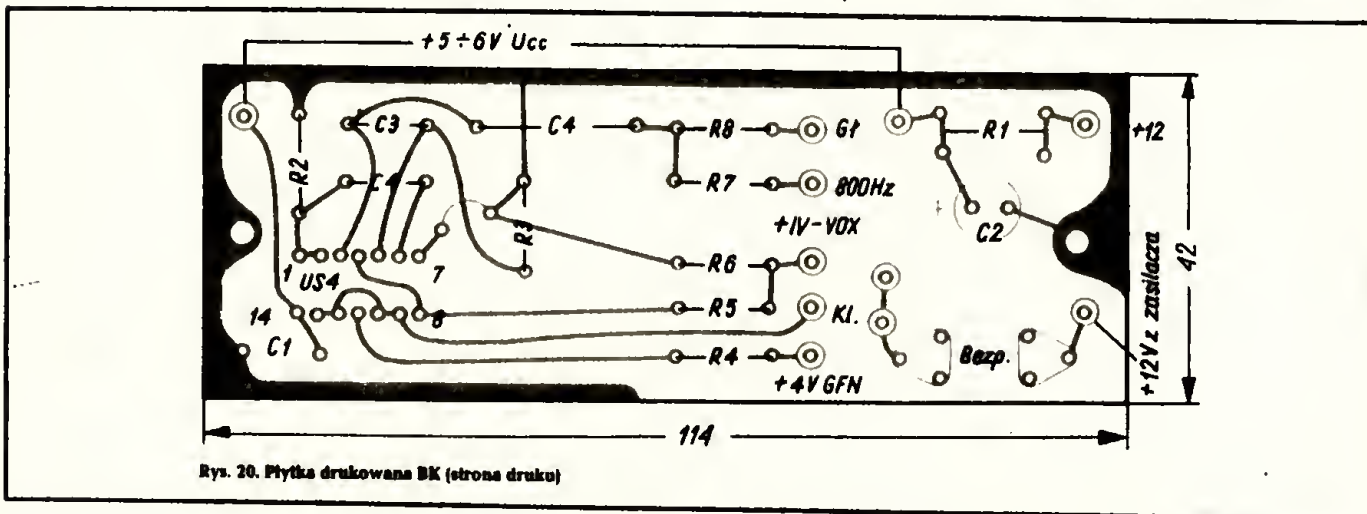 +5÷6V Ucc
C3
C4
R8
Gł
R1
+12
R2
C4
R7
800Hz
+1V-VOX
C2
+
R3
1
US4
7
R6
42
14
8
R5
Kl.
C1
R4
Bezp.
+12V z zasilacza
+4V GFN
114
Rys. 20. Płytka drukowana BK (strona druku)